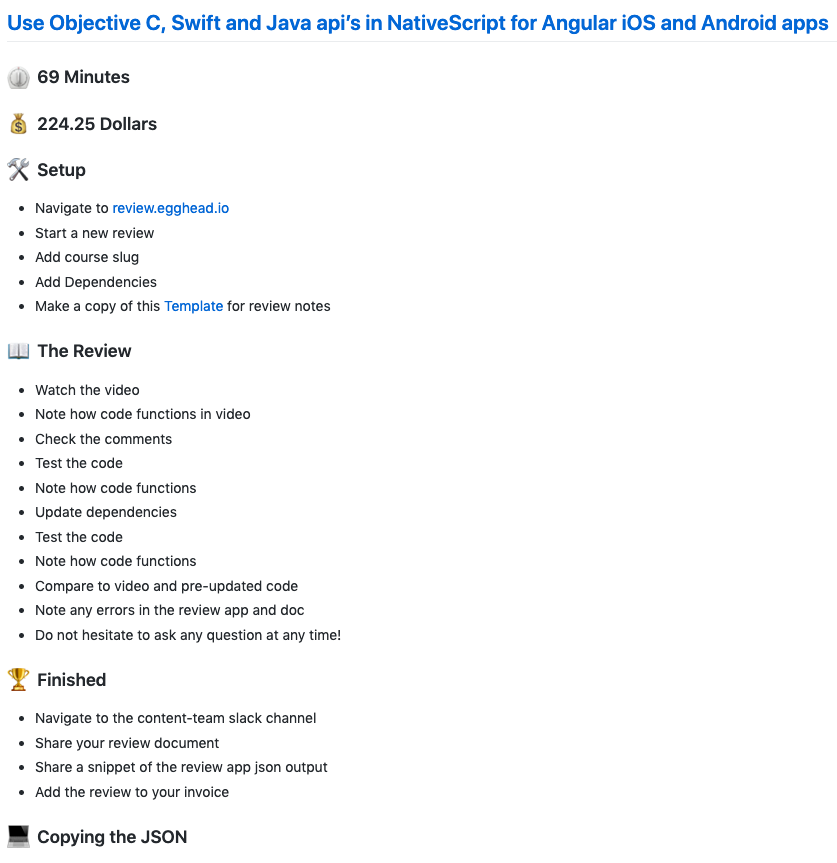 Use Objective C, Swift and Java api’s in NativeScript for Angular iOS and Android apps
69 Minutes
224.25 Dollars
Setup
Navigate to review.egghead.io
Start a new review
Add course slug
Add Dependencies
Make a copy of this Template for review notes
The Review
Watch the video
Note how code functions in video
Check the comments
Test the code
Note how code functions
Update dependencies
Test the code
Note how code functions
Compare to video and pre-updated code
Note any errors in the review app and doc
Do not hesitate to ask any question at any time!
Finished
Navigate to the content-team slack channel
Share your review document
Share a snippet of the review app json output
Add the review to your invoice
Copying the JSON